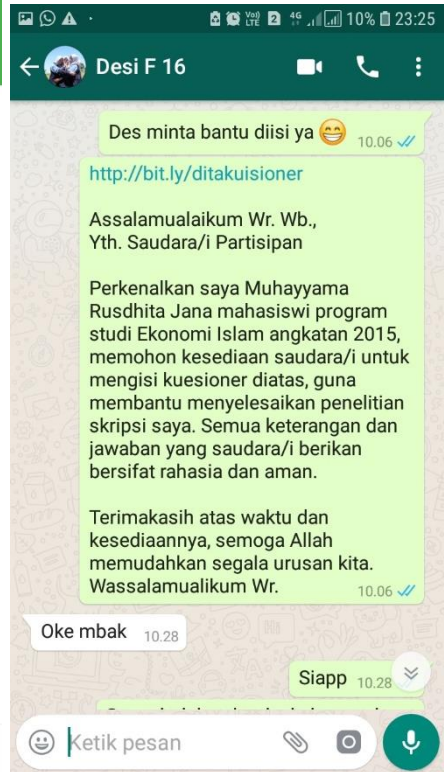 Voi) 2 4G 10% 23:25
Desi F 16
Des minta bantu diisi ya 10.06
http://bit.ly/ditakuisioner
Assalamualaikum Wr. Wb.,
Yth. Saudara/i Partisipan
Perkenalkan saya Muhayyama
Rusdhita Jana mahasiswi program
studi Ekonomi Islam angkatan 2015,
memohon kesediaan saudara/i untuk
mengisi kuesioner diatas, guna
membantu menyelesaikan penelitian
skripsi saya. Semua keterangan dan
jawaban yang saudara/i berikan
bersifat rahasia dan aman.
Terimakasih atas waktu dan
kesediaannya, semoga Allah
memudahkan segala urusan kita.
Wassalamualikum Wr. 10.06
Oke mbak 10.28
Siapp 10.28
Ketik pesan